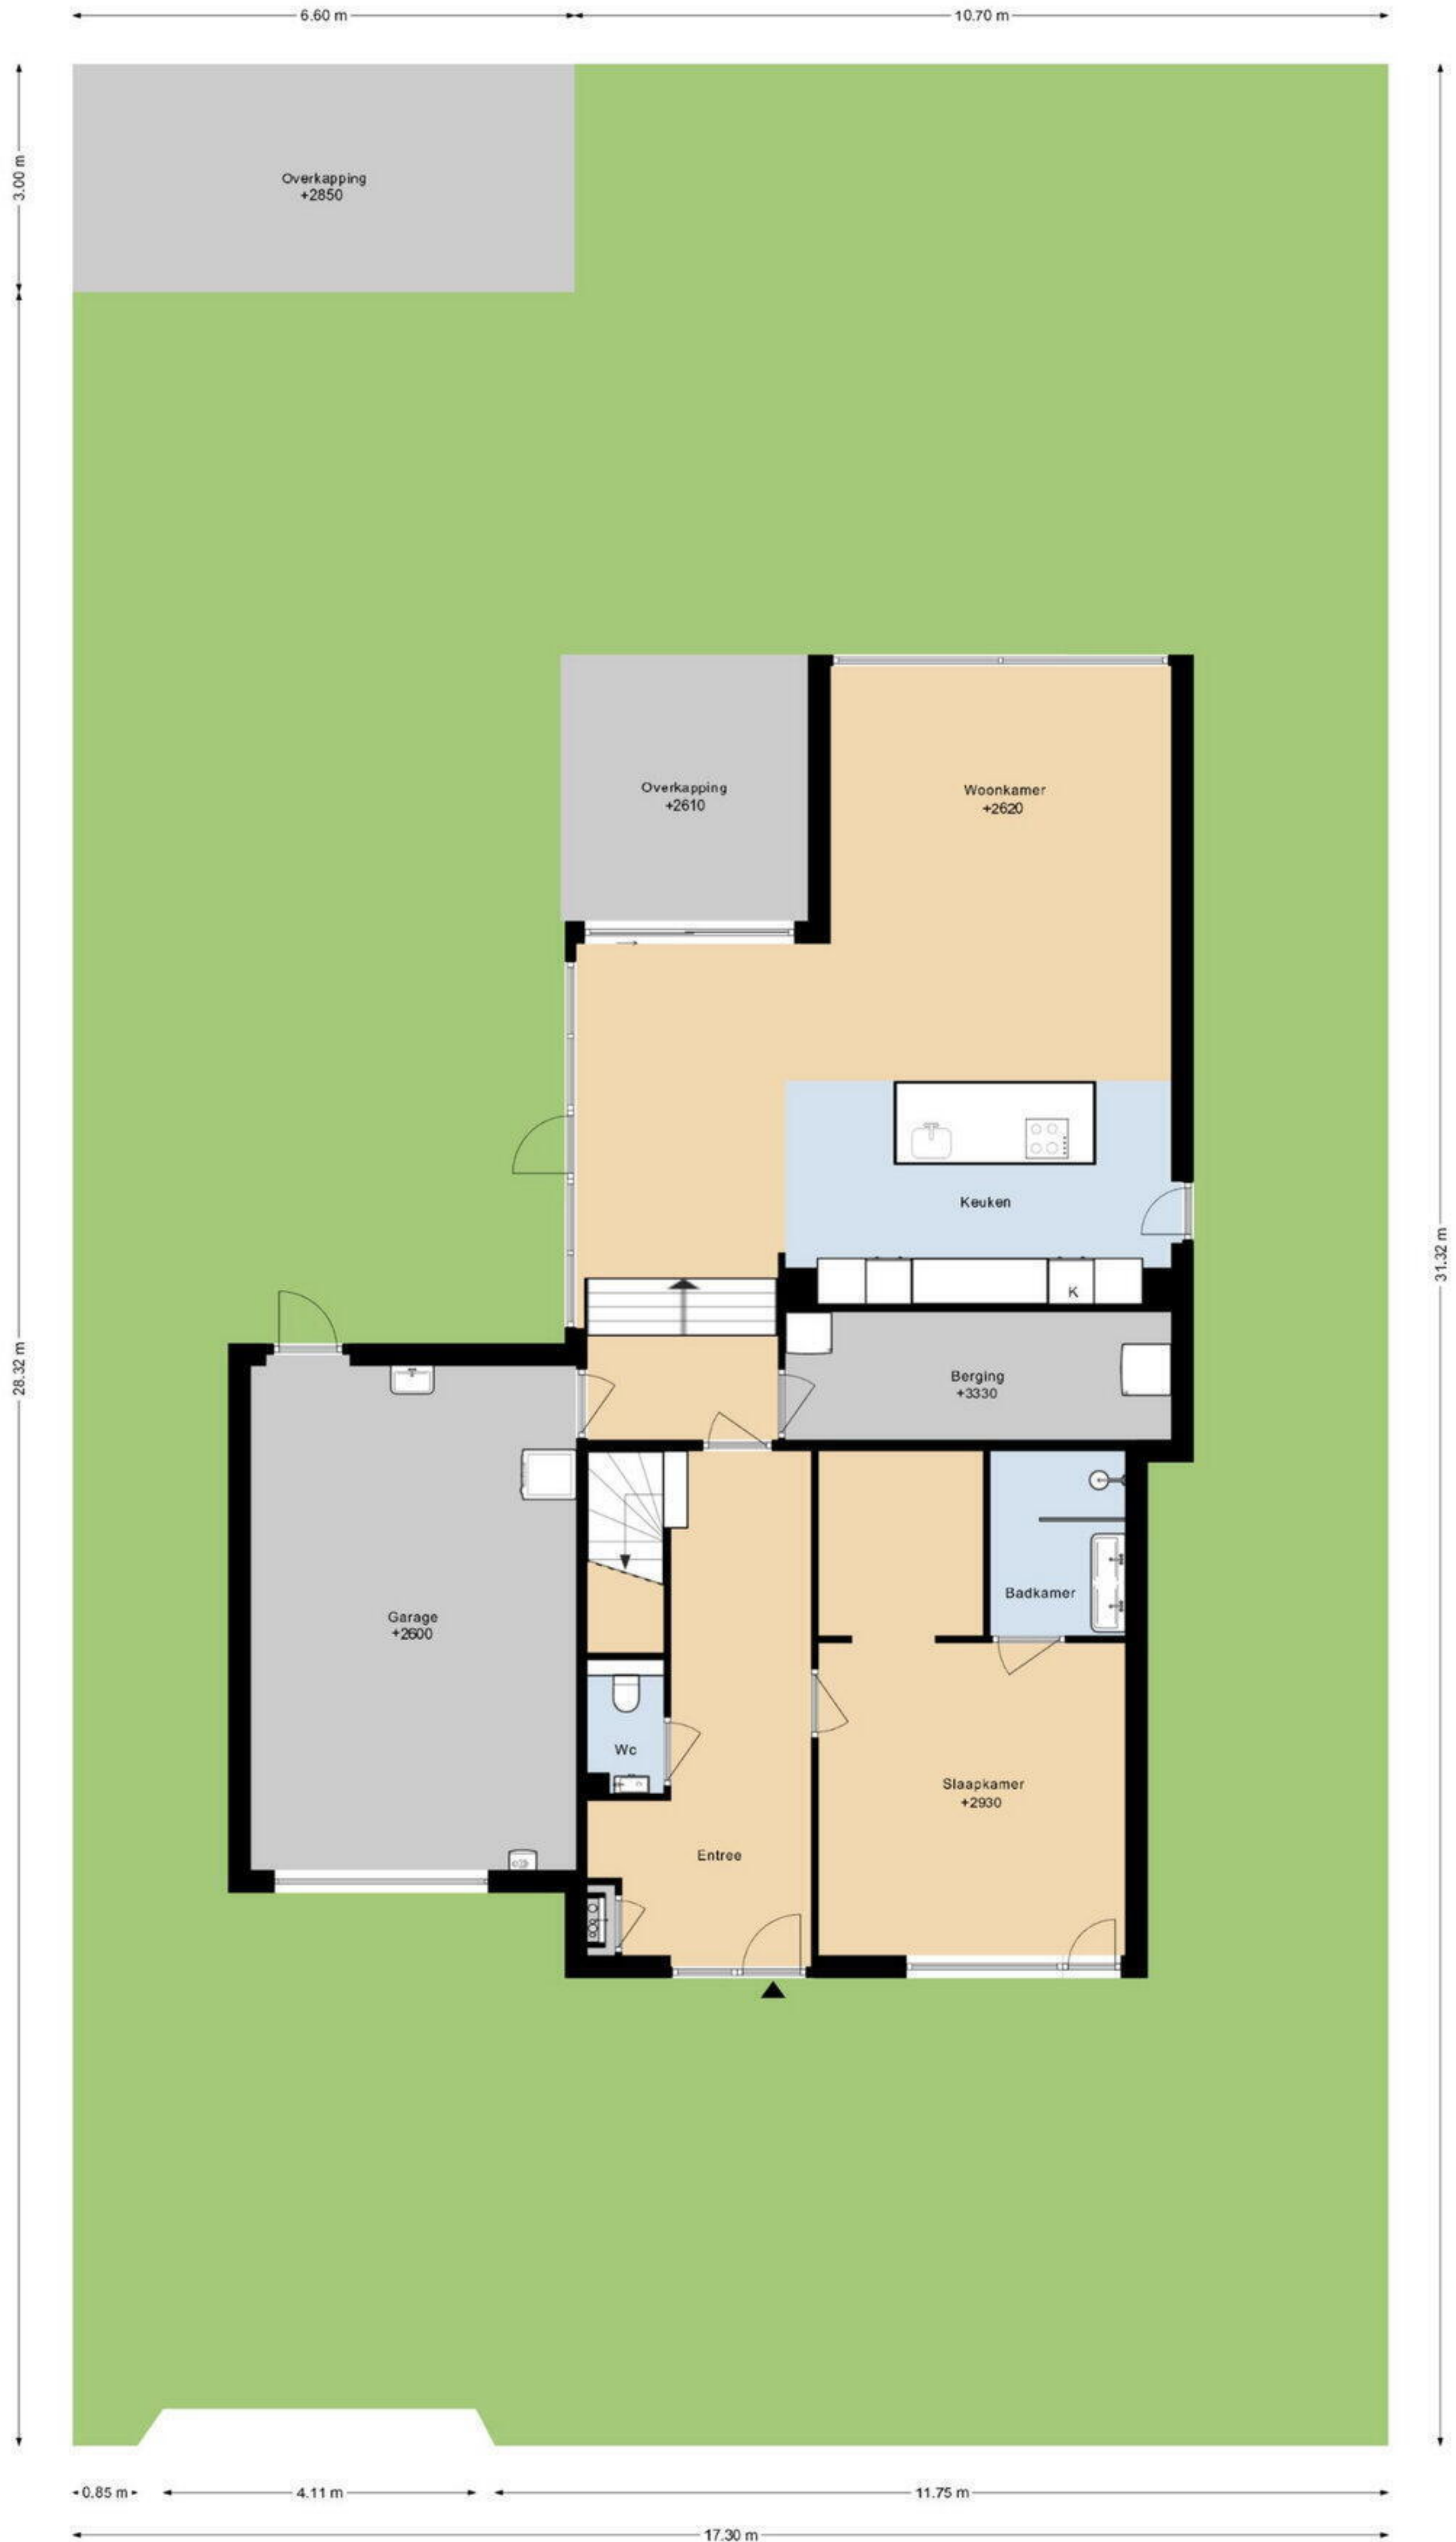 6.60 m
10.70 m
3.00 m
Overkapping
+2850
Overkapping
+2610
Woonkamer
+2620
Keuken
K
31.32 m
28.32 m
Berging
+3330
Garage
+2600
Badkamer
Wc
Slaapkamer
+2930
Entree
0.85 m
4.11 m
11.75 m
17.30 m